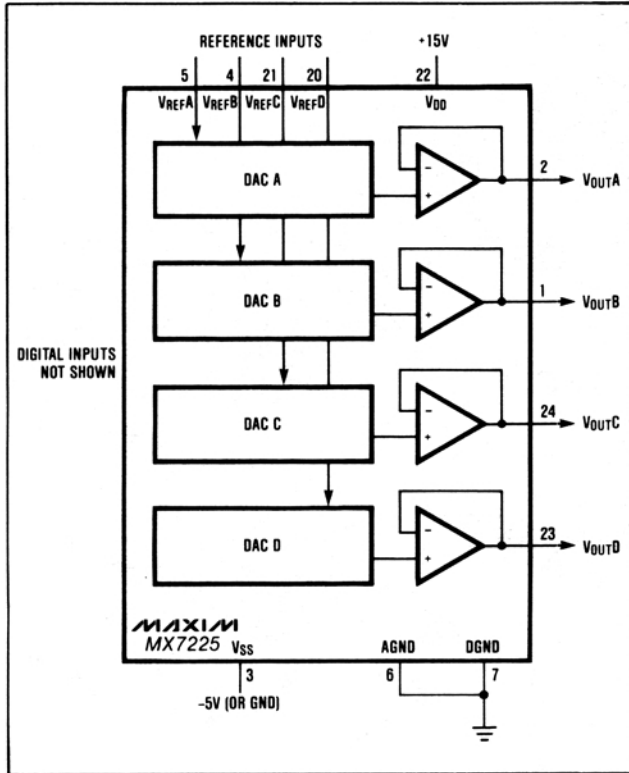 REFERENCE INPUTS
+15V
5 4 21 20 22
VREFA VREFB VREFC VREFD VDD
DAC A
−
+
2
VOUTA
DAC B
−
+
1
VOUTB
DIGITAL INPUTS
NOT SHOWN
DAC C
−
+
24
VOUTC
DAC D
−
+
23
VOUTD
MAXIM
MX7225
VSS
AGND
DGND
3
6
7
−5V (OR GND)